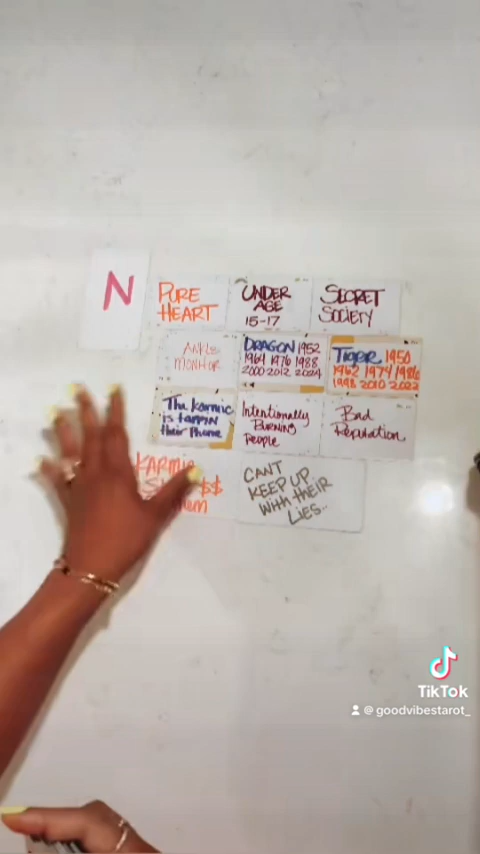 N
PURE
HEART
UNDER
AGE
15-17
SECRET
SOCIETY
ANKLE
MONITOR
DRAGON 1952
1964 1976 1988
2000 2012 2024
TIGER 1950
1962 1974 1986
1998 2010 2022
The karmic
is tappin
their Phone
Intentionally
BURNING
People
Bad
Reputation
KARMIC
$$
them
CAN'T
KEEP UP
WITH THEIR
LIES..
TikTok
@goodvibestarot_